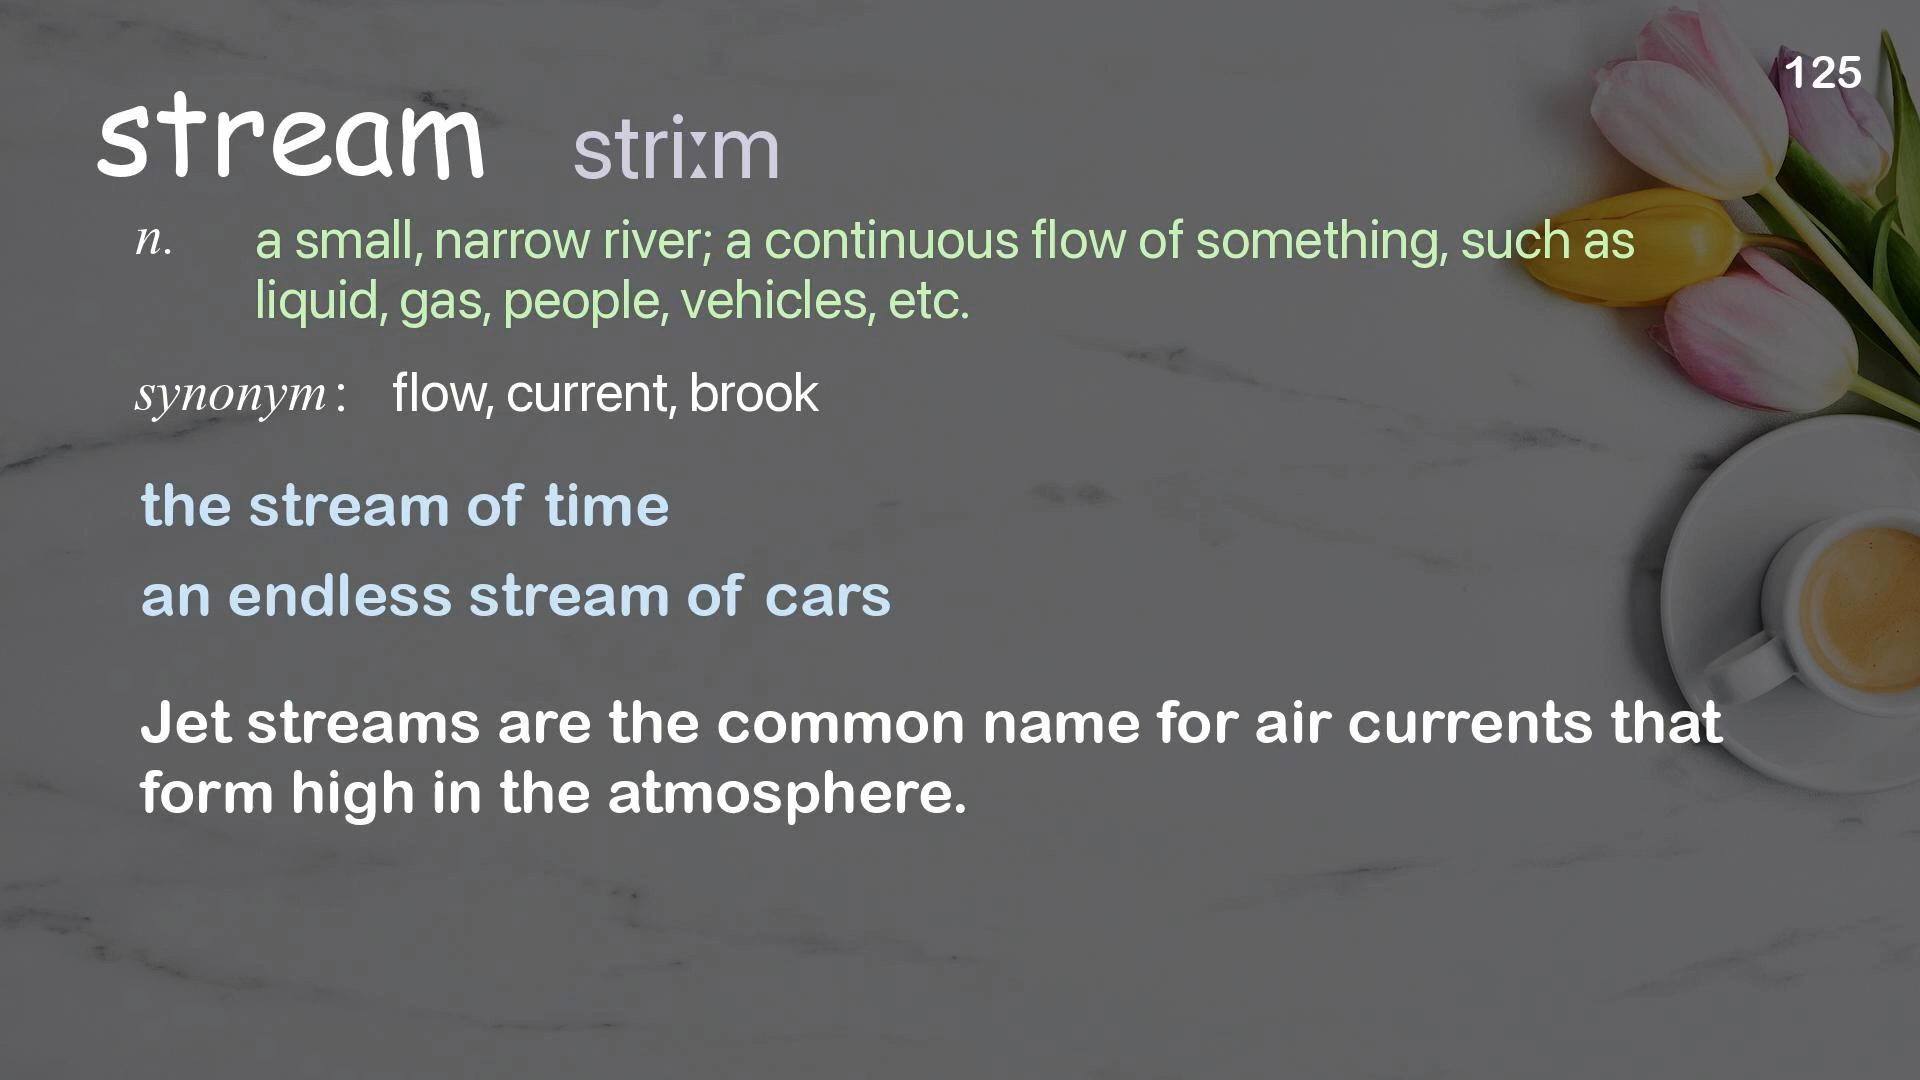 125
stream striːm
n. a small, narrow river; a continuous flow of something, such as
liquid, gas, people, vehicles, etc.
synonym: flow, current, brook
the stream of time
an endless stream of cars
Jet streams are the common name for air currents that
form high in the atmosphere.